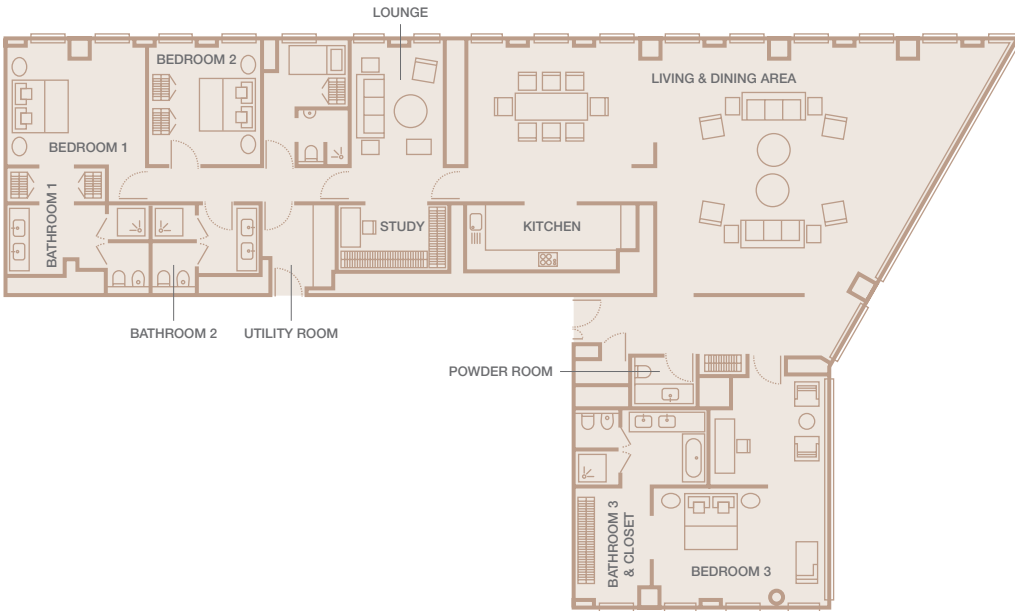 LOUNGE
BEDROOM 2
LIVING & DINING AREA
BEDROOM 1
BATHROOM 1
STUDY
KITCHEN
BATHROOM 2
UTILITY ROOM
POWDER ROOM
BATHROOM 3
& CLOSET
BEDROOM 3